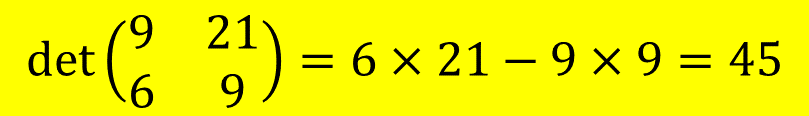 det(9 21
6 9) = 6 × 21 − 9 × 9 = 45